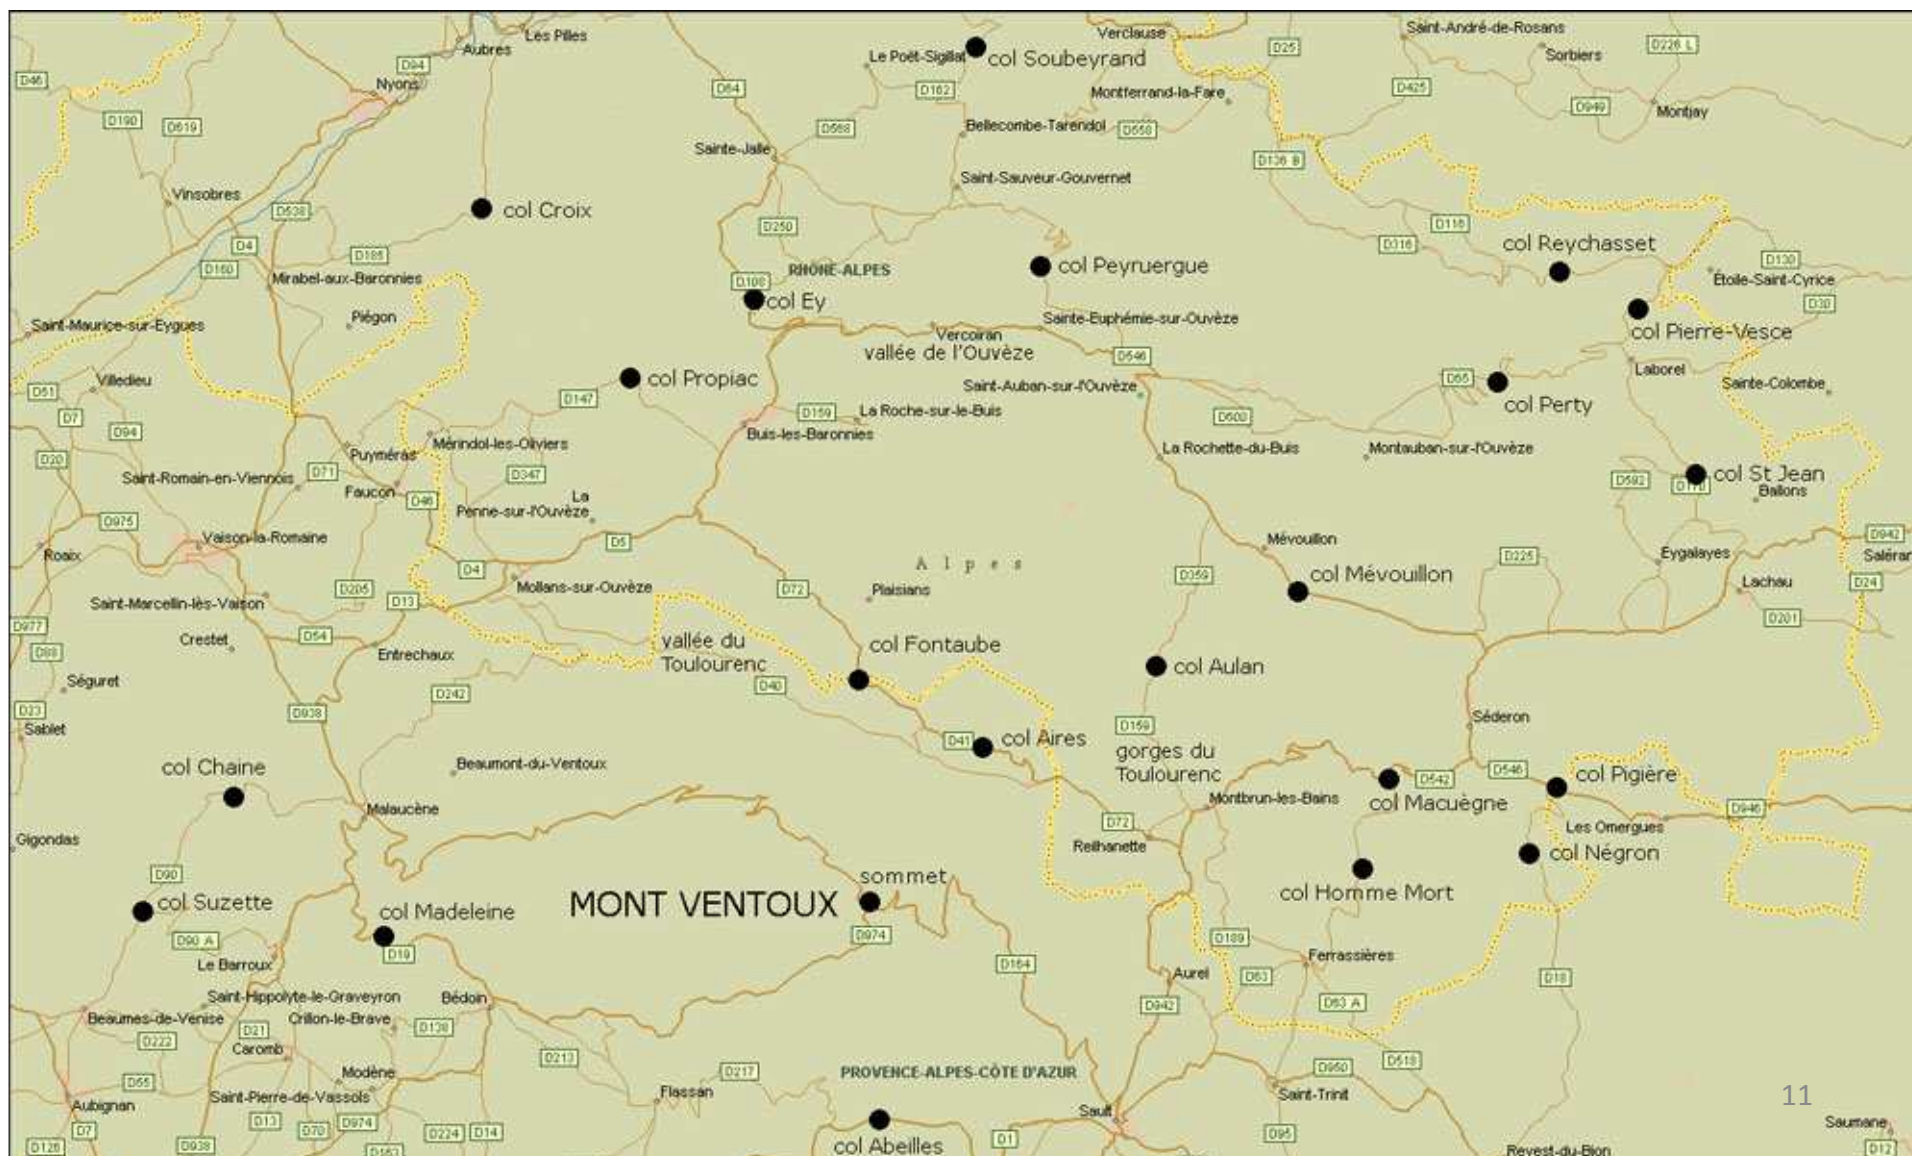 Les Pilles
Aubres
D94
Nyons
D46
D190
D619
Vinsobres
D538
D4
D160
D185
Mirabel-aux-Baronnies
Piégon
Saint-Maurice-sur-Eygues
col Croix
D64
Sainte-Jalle
D568
Le Poët-Sigillat
col Soubeyrand
D162
Bellecombe-Tarendol
Saint-Sauveur-Gouvernet
Verclause
Montferrand-la-Fare
D558
D25
D136 B
Saint-André-de-Rosans
Sorbiers
D226 L
D425
D949
Montjay
D250
RHONE-ALPES
D108
col Ey
col Peyruergue
Vercoiran
Sainte-Euphémie-sur-Ouvèze
vallée de l'Ouvèze
D546
Saint-Auban-sur-l'Ouvèze
D116
D316
col Reychasset
D130
Étoile-Saint-Cyrice
D30
col Pierre-Vesce
Laborel
Sainte-Colombe
D65
col Perty
D502
La Rochette-du-Buis
Montauban-sur-l'Ouvèze
D592
col St Jean
D170
Ballons
Villedieu
D51
D7
D94
D20
Saint-Romain-en-Viennois
D71
Puyméras
Faucon
D46
Mérindol-les-Oliviers
D147
col Propiac
D347
La
Penne-sur-l'Ouvèze
D159
La Roche-sur-le-Buis
Buis-les-Baronnies
D975
Roaix
Vaison-la-Romaine
D5
D4
Mollans-sur-Ouvèze
D205
D13
Saint-Marcellin-lès-Vaison
D977
D88
Crestet
D54
Entrechaux
Séguret
D23
Sablet
D938
D242
Alpes
D72
Plaisians
vallée du
Toulourenc
D40
col Fontaube
D359
Mévouillon
col Mévouillon
D225
Eygalayes
Lachau
D942
Saléran
D24
D201
col Aulan
D159
gorges du
Toulourenc
Séderon
D41
col Aires
col Chaine
Beaumont-du-Ventoux
Malaucène
Gigondas
D90
col Suzette
D90 A
Le Barroux
col Madeleine
D19
MONT VENTOUX
sommet
D974
D164
D72
Reilhanette
Montbrun-les-Bains
col Macuègne
D542
D546
col Pigière
D946
Les Omergues
col Négron
col Homme Mort
D189
Ferrassières
D63
D63 A
D18
Aurel
D942
Saint-Hippolyte-le-Graveyron
Bédoin
Beaumes-de-Venise
Crillon-le-Brave
D21
D138
D222
Caromb
D213
D55
Modène
Saint-Pierre-de-Vassols
Aubignan
D13
D974
D70
D7
D126
D938
D163
D224
D14
Flassan
D217
PROVENCE-ALPES-CÔTE D'AZUR
col Abeilles
Sault
D1
D950
D518
Saint-Trinit
D95
Revest-du-Bion
11
Saumane
D12